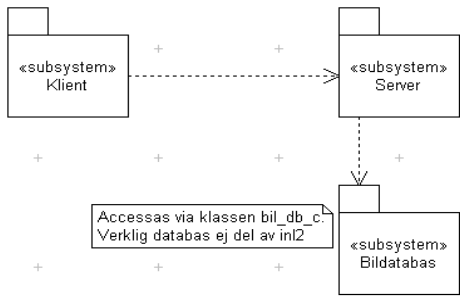 «subsystem»
Klient
«subsystem»
Server
Accessas via klassen bil_db_c.
Verklig databas ej del av inl2
«subsystem»
Bildatabas